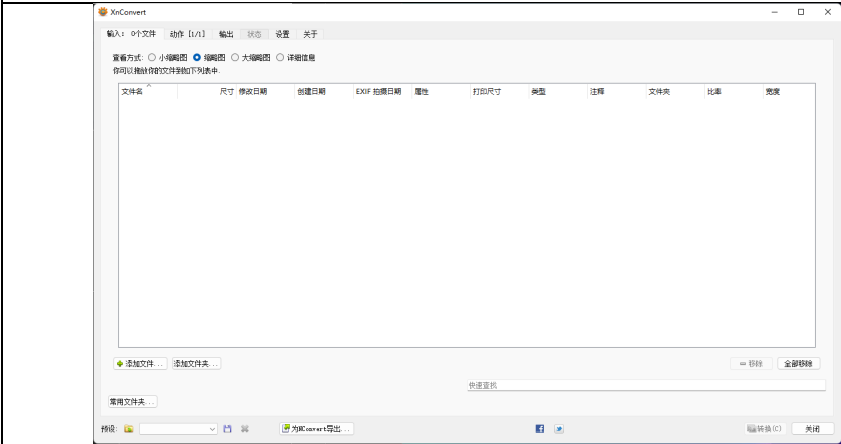 XnConvert
输入: 0个文件 动作 [1/1] 输出 状态 设置 关于
查看方式: 小缩略图 缩略图 大缩略图 详细信息
你可以拖放你的文件到如下列表中.
文件名 尺寸 修改日期 创建日期 EXIF 拍摄日期 属性 打印尺寸 类型 注释 文件夹 比率 宽度
添加文件... 添加文件夹... 移除 全部移除
快速查找
常用文件夹...
预设: 为NConvert导出... 转换(C) 关闭